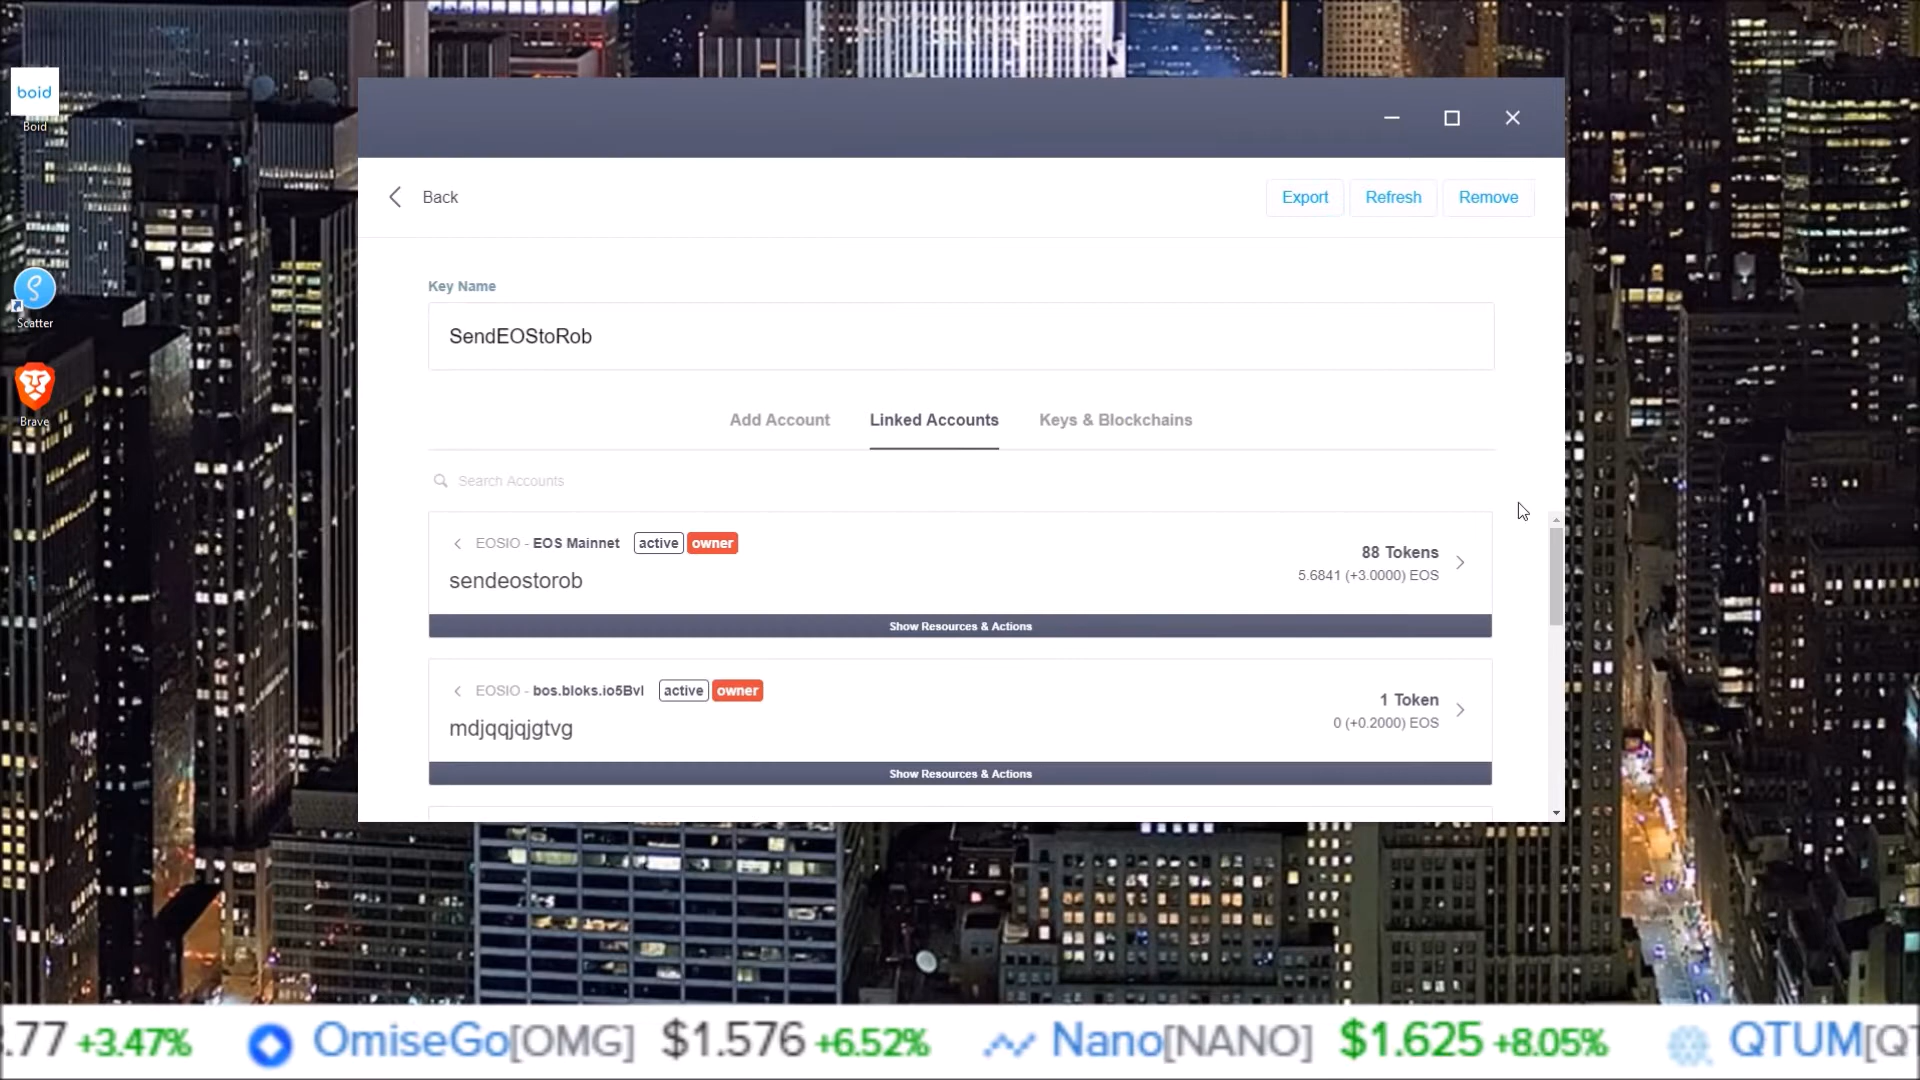 boid
Boid
Scatter
Brave
Back
Export
Refresh
Remove
Key Name
SendEOStoRob
Add Account
Linked Accounts
Keys & Blockchains
Search Accounts
EOSIO - EOS Mainnet active owner
sendeostorob
88 Tokens
5.6841 (+3.0000) EOS
Show Resources & Actions
EOSIO - bos.bloks.io5Bvl active owner
mdjqqjqjgtvg
1 Token
0 (+0.2000) EOS
Show Resources & Actions
.77 +3.47% OmiseGo[OMG] $1.576 +6.52% Nano[NANO] $1.625 +8.05% QTUM[QT